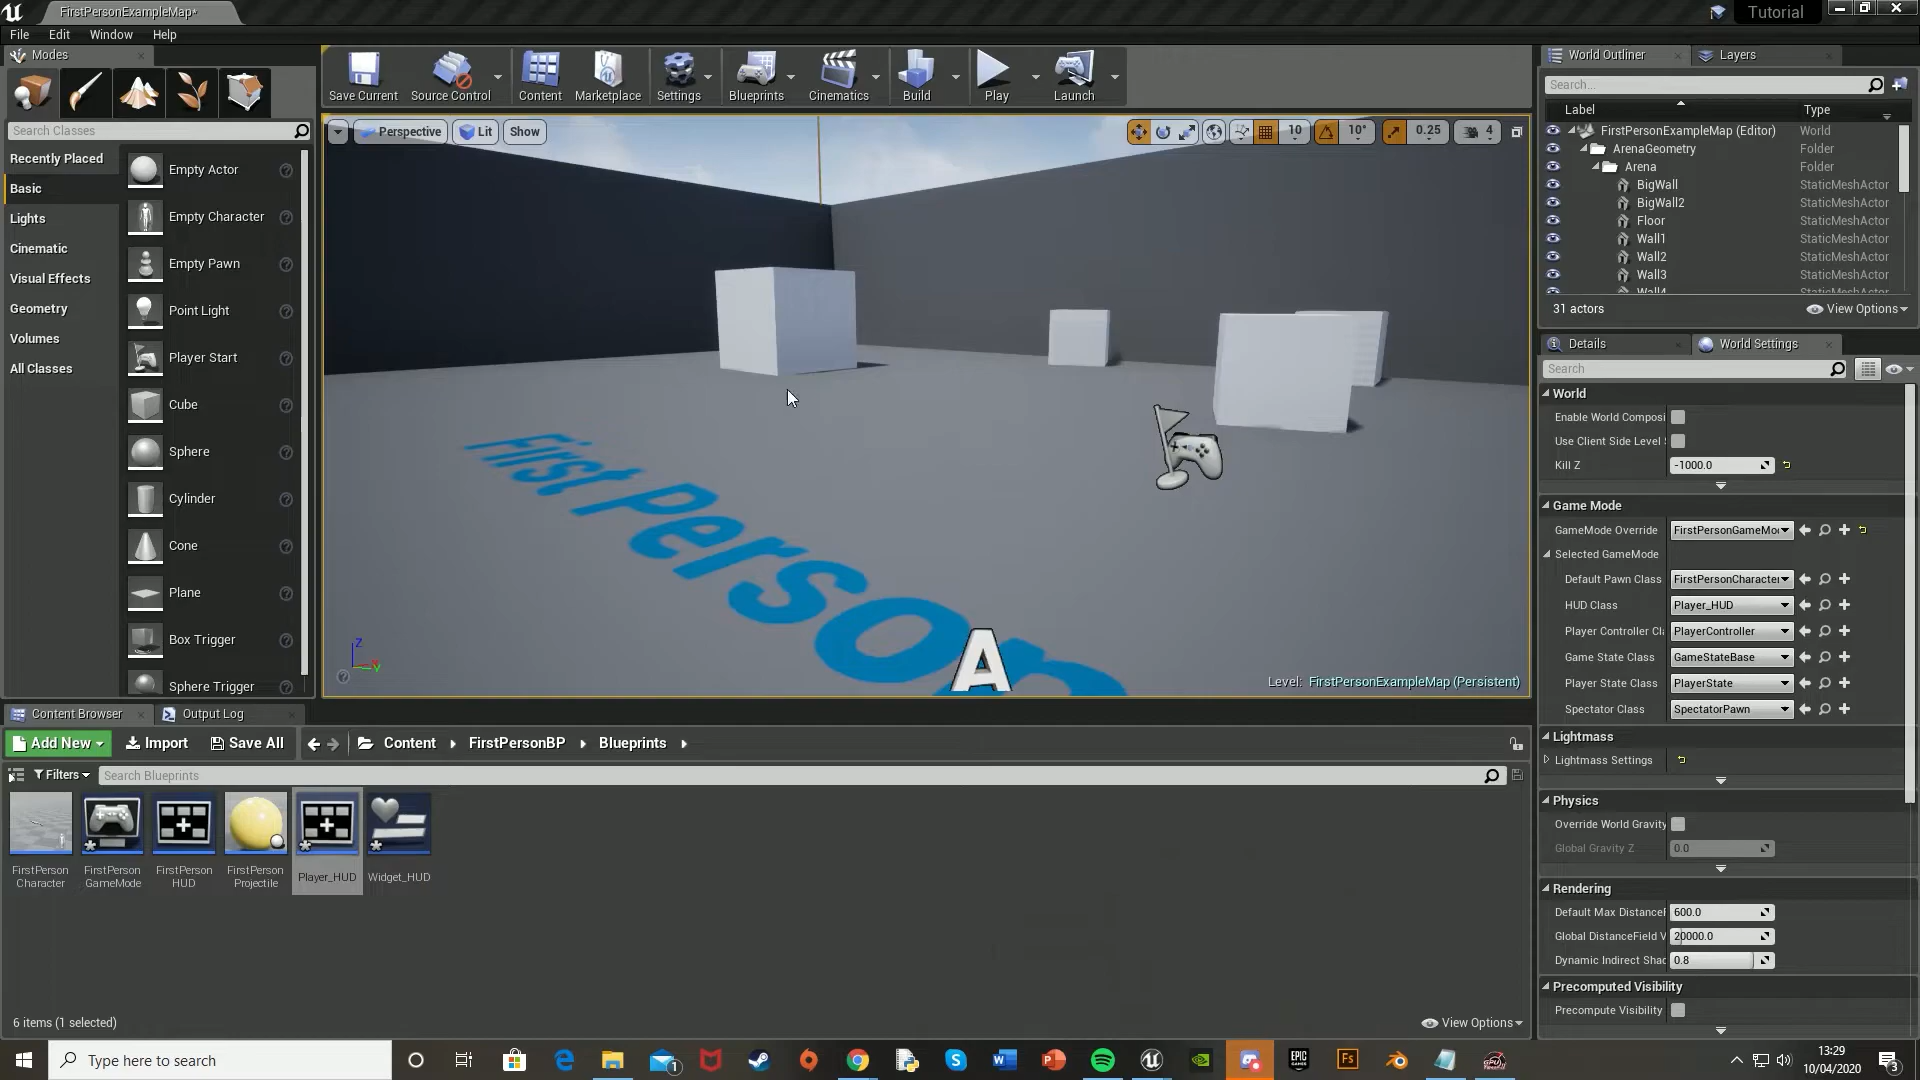 FirstPersonExampleMap*
Tutorial
File Edit Window Help
Modes
Search Classes
Recently Placed
Basic
Lights
Cinematic
Visual Effects
Geometry
Volumes
All Classes
Empty Actor
Empty Character
Empty Pawn
Point Light
Player Start
Cube
Sphere
Cylinder
Cone
Plane
Box Trigger
Sphere Trigger
Save Current Source Control Content Marketplace Settings Blueprints Cinematics Build Play Launch
Perspective Lit Show
10 10° 0.25 4
First Person
A
Z
Y
Level: FirstPersonExampleMap (Persistent)
World Outliner Layers
Search...
Label Type
FirstPersonExampleMap (Editor) World
ArenaGeometry Folder
Arena Folder
BigWall StaticMeshActor
BigWall2 StaticMeshActor
Floor StaticMeshActor
Wall1 StaticMeshActor
Wall2 StaticMeshActor
Wall3 StaticMeshActor
Wall4 StaticMeshActor
31 actors View Options
Details World Settings
Search
World
Enable World Composi
Use Client Side Level
Kill Z -1000.0
Game Mode
GameMode Override FirstPersonGameMo
Selected GameMode
Default Pawn Class FirstPersonCharacter
HUD Class Player_HUD
Player Controller Cl PlayerController
Game State Class GameStateBase
Player State Class PlayerState
Spectator Class SpectatorPawn
Lightmass
Lightmass Settings
Physics
Override World Gravity
Global Gravity Z 0.0
Rendering
Default Max DistanceF 600.0
Global DistanceField V 20000.0
Dynamic Indirect Shac 0.8
Precomputed Visibility
Precompute Visibility
Content Browser Output Log
Add New Import Save All Content FirstPersonBP Blueprints
Filters Search Blueprints
FirstPerson Character
FirstPerson GameMode
FirstPerson HUD
FirstPerson Projectile
Player_HUD
Widget_HUD
6 items (1 selected) View Options
Type here to search
1
Fs
13:29
10/04/2020
3